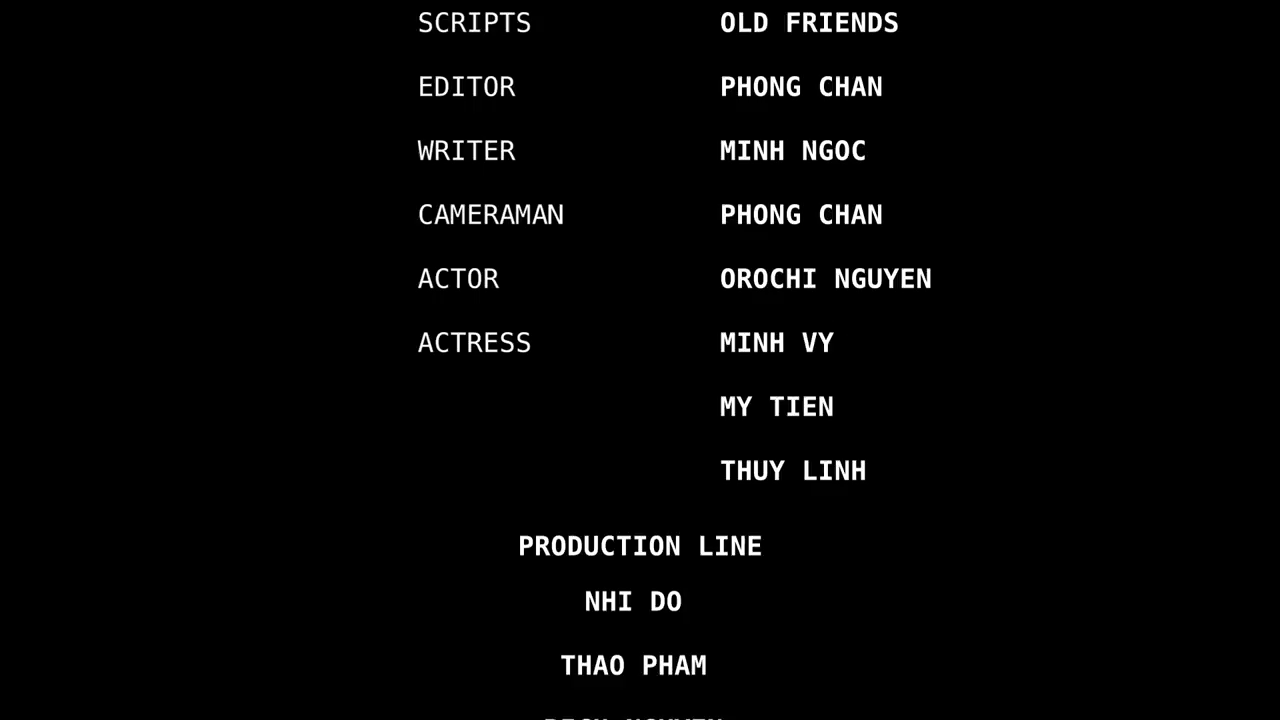 SCRIPTS OLD FRIENDS
EDITOR PHONG CHAN
WRITER MINH NGOC
CAMERAMAN PHONG CHAN
ACTOR OROCHI NGUYEN
ACTRESS MINH VY
MY TIEN
THUY LINH
PRODUCTION LINE
NHI DO
THAO PHAM